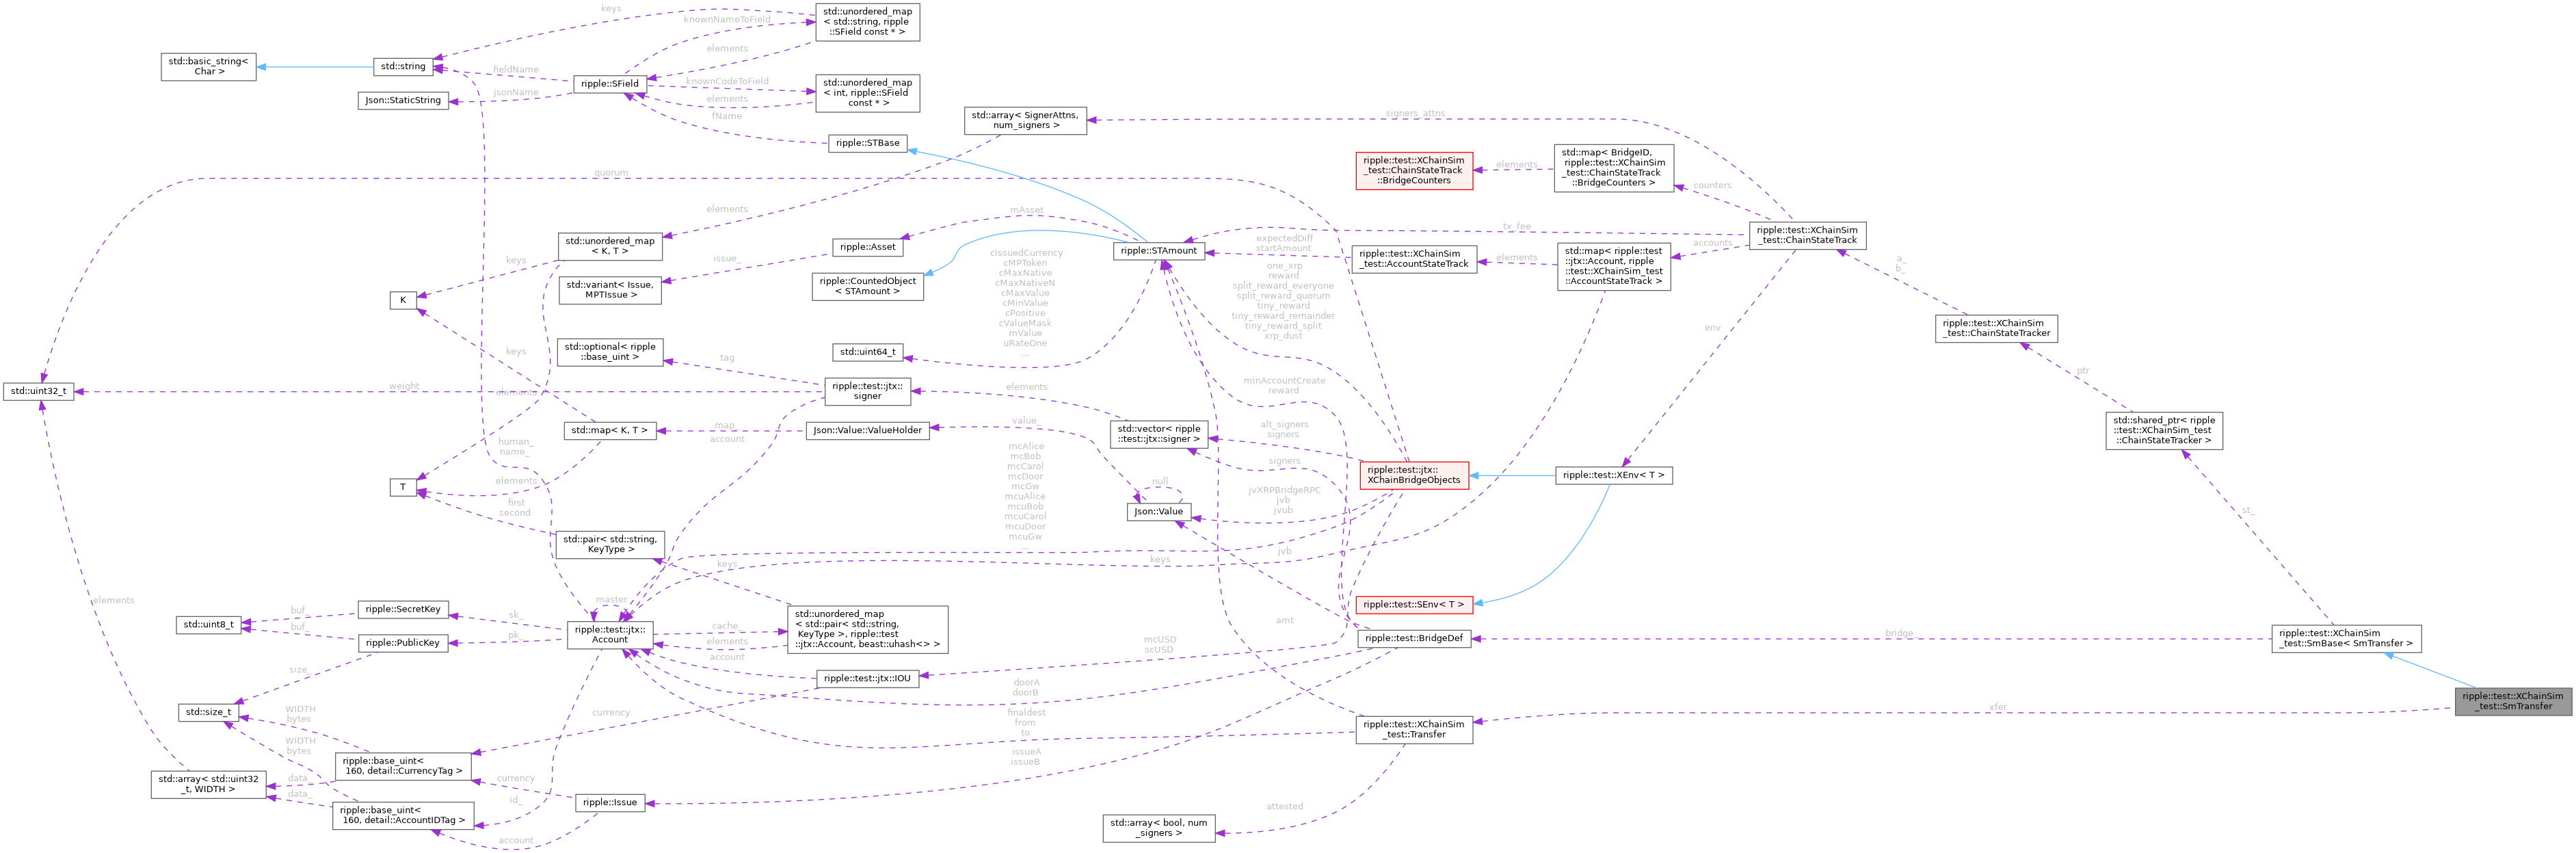 keys
std::unordered_map
< std::string, ripple
::SField const * >
knownNameToField
elements
std::basic_string<
Char >
std::string
fieldName
ripple::SField
Json::StaticString
jsonName
knownCodeToField
elements
std::unordered_map
< int, ripple::SField
const * >
fName
ripple::STBase
std::array< SignerAttns,
num_signers >
signers_attns
ripple::test::XChainSim
_test::ChainStateTrack
::BridgeCounters
elements
std::map< BridgeID,
ripple::test::XChainSim
_test::ChainStateTrack
::BridgeCounters >
counters
quorum
elements
mAsset
tx_fee
ripple::test::XChainSim
_test::ChainStateTrack
std::unordered_map
< K, T >
ripple::Asset
ripple::STAmount
expectedDiff
startAmount
ripple::test::XChainSim
_test::AccountStateTrack
elements
std::map< ripple::test
::jtx::Account, ripple
::test::XChainSim_test
::AccountStateTrack >
accounts
keys
issue_
std::variant< Issue,
MPTIssue >
ripple::CountedObject
< STAmount >
cIssuedCurrency
cMPToken
cMaxNative
cMaxNativeN
cMaxValue
cMinValue
cPositive
cValueMask
mValue
uRateOne
...
one_xrp
reward
split_reward_everyone
split_reward_quorum
tiny_reward
tiny_reward_remainder
tiny_reward_split
xrp_dust
a_
b_
K
env
ripple::test::XChainSim
_test::ChainStateTracker
keys
std::optional< ripple
::base_uint >
tag
std::uint64_t
ptr
std::uint32_t
weight
elements
ripple::test::jtx::
signer
elements
minAccountCreate
reward
std::map< K, T >
map_
account
Json::Value::ValueHolder
value_
std::vector< ripple
::test::jtx::signer >
alt_signers
signers
signers
std::shared_ptr< ripple
::test::XChainSim_test
::ChainStateTracker >
human_
name_
elements
T
first
second
mcAlice
mcBob
mcCarol
mcDoor
mcGw
mcuAlice
mcuBob
mcuCarol
mcuDoor
mcuGw
...
null
Json::Value
jvXRPBridgeRPC
jvb
jvub
ripple::test::jtx::
XChainBridgeObjects
ripple::test::XEnv< T >
st_
std::pair< std::string,
KeyType >
keys
keys
jvb
elements
master
ripple::SecretKey
buf_
sk_
std::uint8_t
buf_
ripple::PublicKey
pk_
ripple::test::jtx::
Account
cache_
elements
account
std::unordered_map
< std::pair< std::string,
KeyType >, ripple::test
::jtx::Account, beast::uhash<> >
ripple::test::SEnv< T >
amt
mcUSD
scUSD
ripple::test::BridgeDef
bridge_
ripple::test::XChainSim
_test::SmBase< SmTransfer >
size_
ripple::test::jtx::IOU
doorA
doorB
ripple::test::XChainSim
_test::SmTransfer
std::size_t
WIDTH
bytes
currency
finaldest
from
to
ripple::test::XChainSim
_test::Transfer
xfer
WIDTH
bytes
issueA
issueB
ripple::base_uint<
160, detail::CurrencyTag >
std::array< std::uint32
_t, WIDTH >
data_
currency
data_
id_
ripple::Issue
ripple::base_uint<
160, detail::AccountIDTag >
account
attested
std::array< bool, num
_signers >